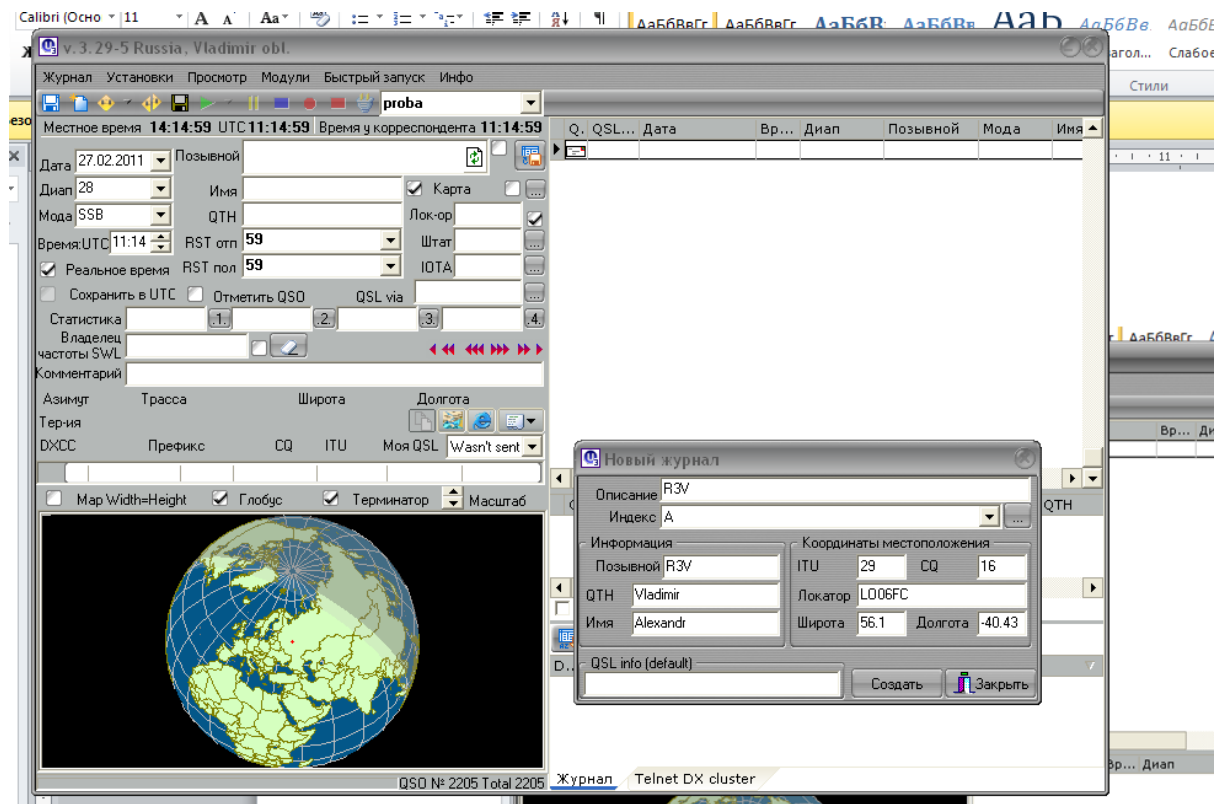 Calibri (Осно 11 A A Aa
АаБбВвГг АаБбВвГг АаБбВ АаБбВв АаБ АаБбВв.
v.3.29-5 Russia, Vladimir obl.
Слабое
Стили
Журнал Установки Просмотр Модули Быстрый запуск Инфо
proba
Местное время 14:14:59 UTC 11:14:59 Время у корреспондента 11:14:59
Q. QSL... Дата Вр... Диап Позывной Мода Имя
Дата 27.02.2011 Позывной
Диап 28 Имя Карта ...
Мода SSB QTH Лок-ор
Время:UTC 11:14 RST отп 59 Штат ...
Реальное время RST пол 59 IOTA ...
Сохранить в UTC Отметить QSO QSL via ...
Статистика .1. .2. .3. .4.
Владелец
частоты SWL
Комментарий
Азимут Трасса Широта Долгота
Тер-ия
DXCC Префикс CQ ITU Моя QSL Wasn't sent
Map Width=Height Глобус Терминатор Масштаб
QTH
Новый журнал
Описание R3V
Индекс A ...
Информация
Позывной R3V
QTH Vladimir
Имя Alexandr
Координаты местоположения
ITU 29 CQ 16
Локатор LO06FC
Широта 56.1 Долгота -40.43
QSL info (default)
Создать Закрыть
D..
QSO № 2205 Total 2205
Журнал Telnet DX cluster
11
АаБбВвГг
Вр...
Вр... Диап